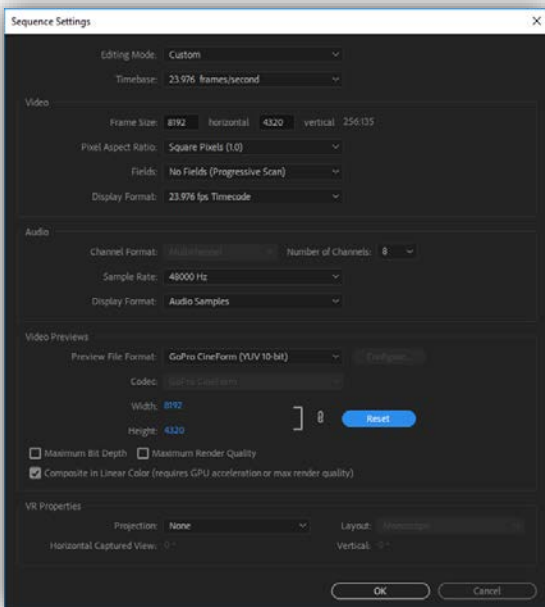 Sequence Settings
Editing Mode: Custom
Timebase: 23.976 frames/second
Video
Frame Size: 8192 horizontal 4320 vertical 256:135
Pixel Aspect Ratio: Square Pixels (1.0)
Fields: No Fields (Progressive Scan)
Display Format: 23.976 fps Timecode
Audio
Channel Format: Multichannel Number of Channels: 8
Sample Rate: 48000 Hz
Display Format: Audio Samples
Video Previews
Preview File Format: GoPro CineForm (YUV 10-bit) Configure...
Codec: GoPro CineForm
Width: 8192
Height: 4320
Reset
Maximum Bit Depth Maximum Render Quality
Composite in Linear Color (requires GPU acceleration or max render quality)
VR Properties
Projection: None Layout: Monoscopic
Horizontal Captured View: 0° Vertical: 0°
OK Cancel